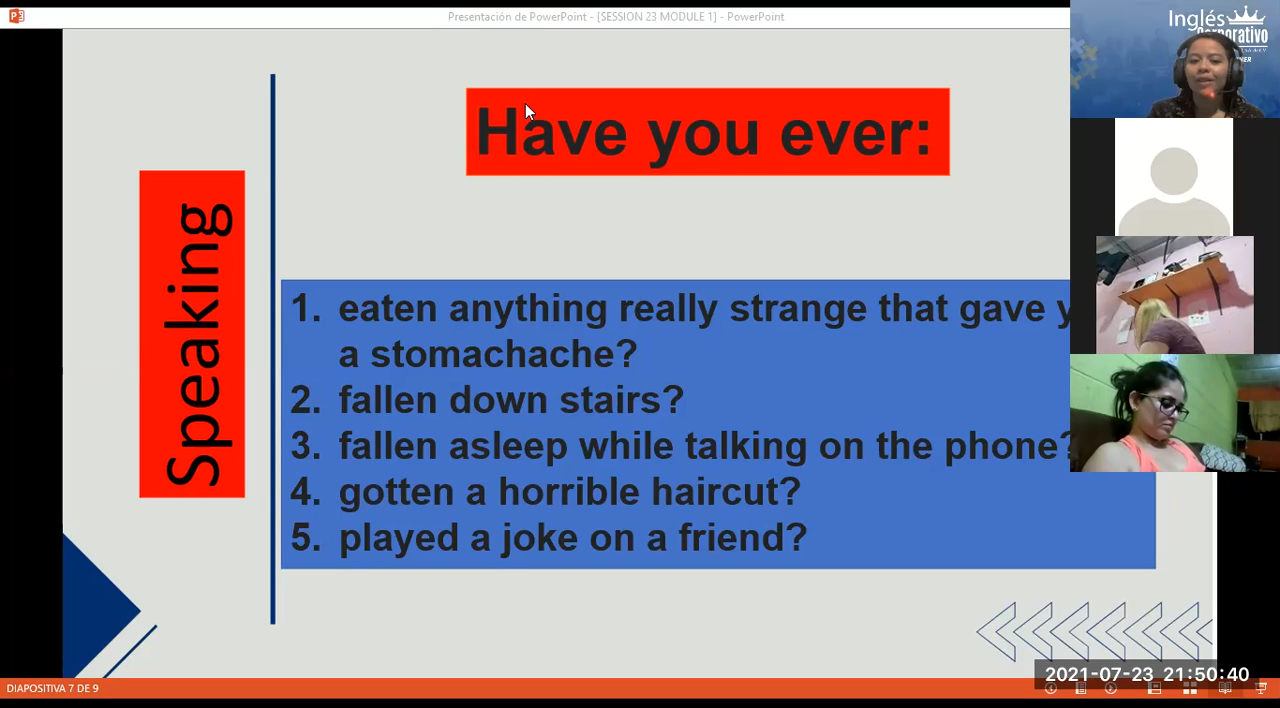 Presentación de PowerPoint - [SESSION 23 MODULE 1] - PowerPoint
Inglés
Corporativo
Have you ever:
Speaking
1. eaten anything really strange that gave
a stomachache?
2. fallen down stairs?
3. fallen asleep while talking on the phone?
4. gotten a horrible haircut?
5. played a joke on a friend?
2021-07-23 21:50:40
DIAPOSITIVA 7 DE 9